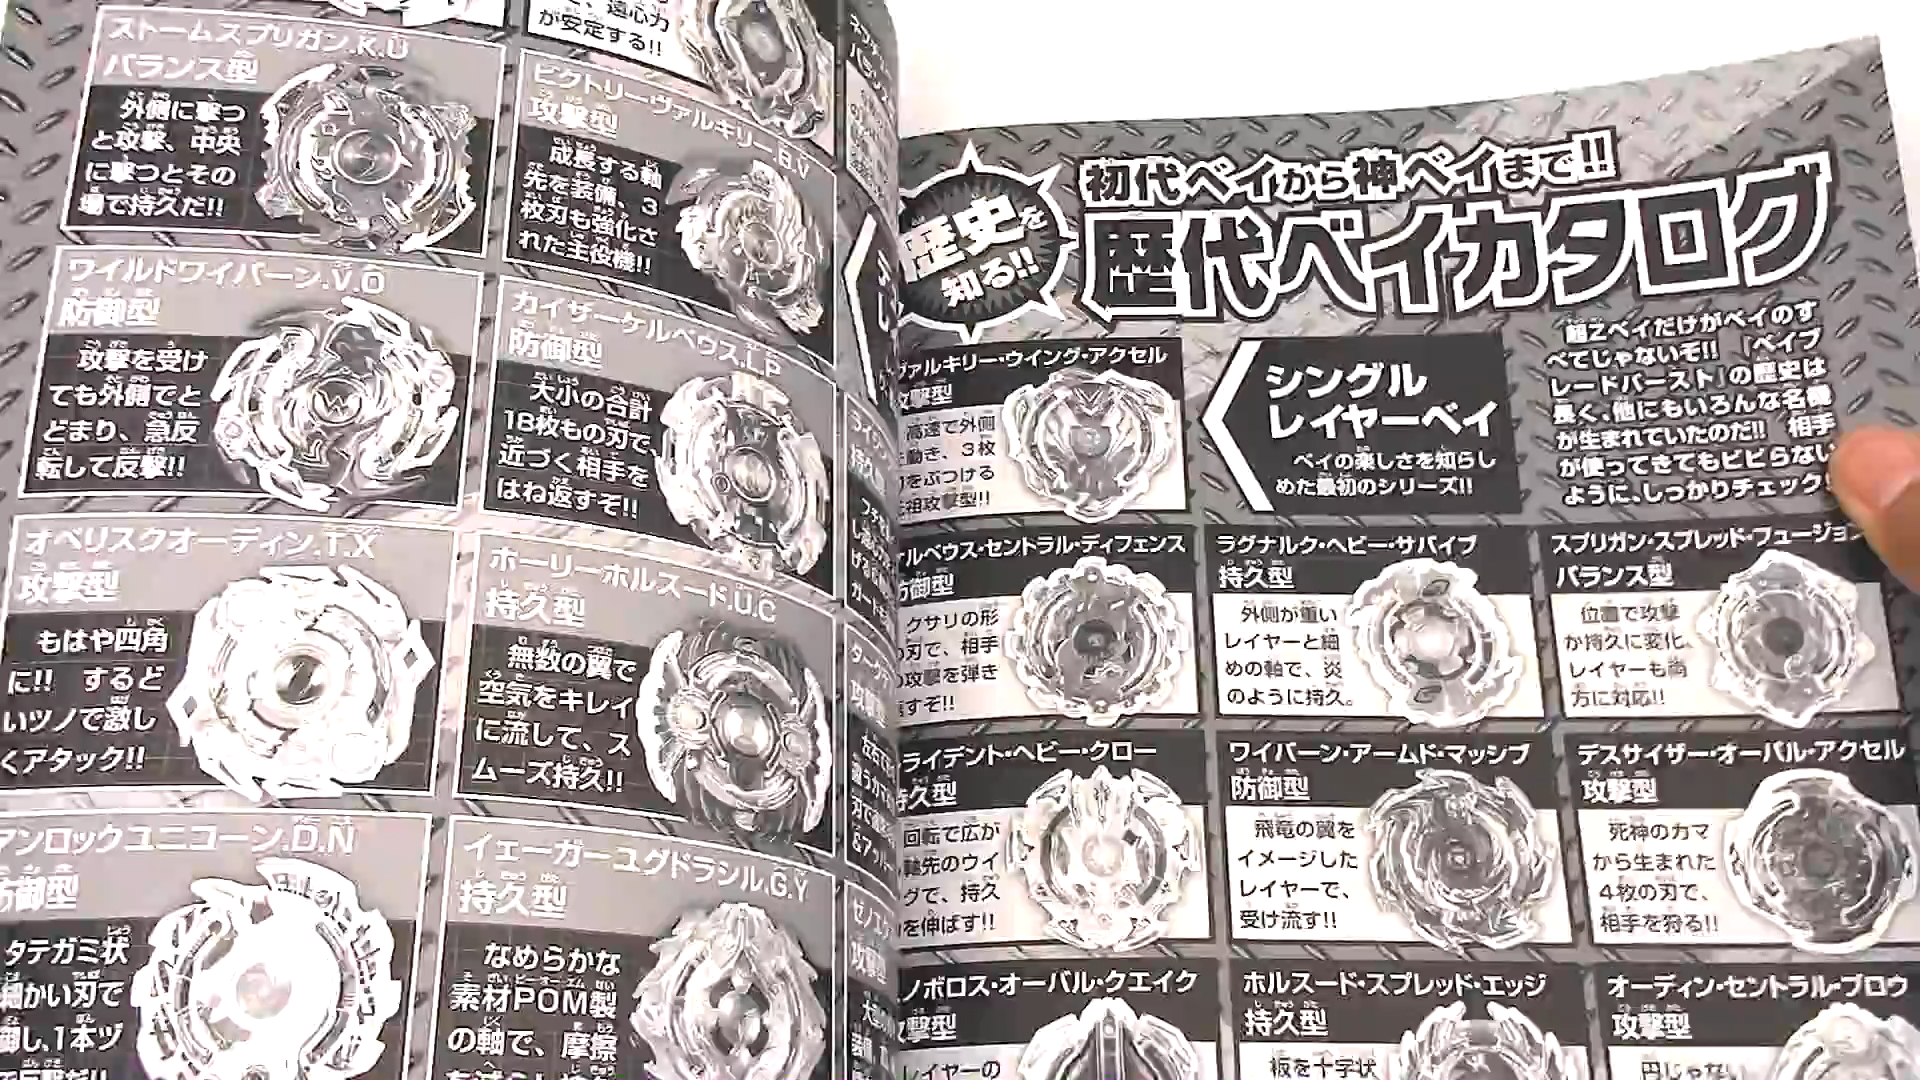 ストームスプリガン.K.U
バランス型
外側に撃つ
と攻撃、中央
に撃つとその
場で持久だ!!
ワイルドワイバーン.V.O
防御型
攻撃を受け
ても外側でと
どまり、急反
転して反撃!!
オベリスクオーディン.T.X
攻撃型
もはや四角
に!! するど
いツノで激し
くアタック!!
アンロックユニコーン.D.N
防御型
タテガミ状
細かい刃で
御し、1本ヅ
、遠心力
が安定する!!
ビクトリーヴァルキリー.B.V
攻撃型
成長する軸
先を装備、3
枚刃も強化さ
れた主役機!!
カイザーケルベウス.L.P
防御型
大小の合計
18枚もの刃で、
近づく相手を
はね返すぞ!!
ホーリーホルスード.U.C
持久型
無数の翼で
空気をキレイ
に流して、ス
ムーズ持久!!
イェーガーユグドラシル.G.Y
持久型
なめらかな
素材POM製
の軸で、摩擦
歴史を
知る!!
初代ベイから神ベイまで!!
歴代ベイカタログ
超Zベイだけがベイのす
べてじゃないぞ!! 『ベイブ
レードバースト』の歴史は
長く、他にもいろんな名機
が生まれていたのだ!! 相手
が使ってきてもビビらない
ように、しっかりチェック!
シングル
レイヤーベイ
ベイの楽しさを知らし
めた最初のシリーズ!!
ヴァルキリー・ウイング・アクセル
攻撃型
高速で外側
動き、3枚
をぶつける
元祖攻撃型!!
ルベウス・セントラル・ディフェンス
防御型
クサリの形
の刃で、相手
の攻撃を弾き
返すぞ!!
ラグナルク・ヘビー・サバイブ
持久型
外側が重い
レイヤーと細
めの軸で、炎
のように持久。
スプリガン・スプレッド・フュージョン
バランス型
位置で攻撃
か持久に変化、
レイヤーも両
方に対応!!
ライデント・ヘビー・クロー
持久型
回転で広が
軸先のウイ
グで、持久
を伸ばす!!
ワイバーン・アームド・マッシブ
防御型
飛竜の翼を
イメージした
レイヤーで、
受け流す!!
デスサイザー・オーバル・アクセル
攻撃型
死神のカマ
から生まれた
4枚の刃で、
相手を狩る!!
ノボロス・オーバル・クエイク
攻撃型
レイヤーの
ホルスード・スプレッド・エッジ
持久型
板を十字状
オーディン・セントラル・ブロウ
攻撃型
円じゃない